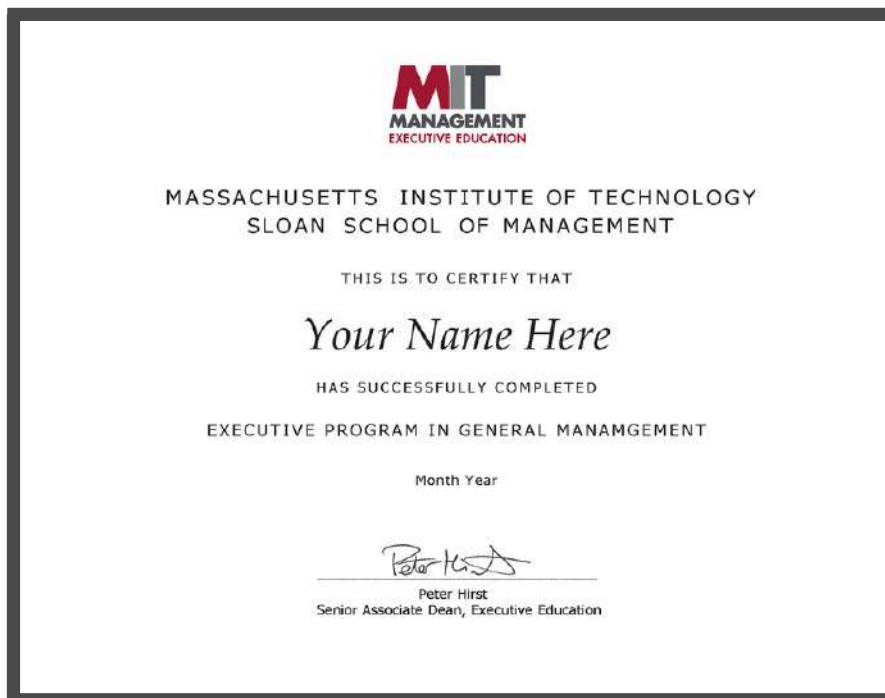 MIT
MANAGEMENT
EXECUTIVE EDUCATION
MASSACHUSETTS INSTITUTE OF TECHNOLOGY
SLOAN SCHOOL OF MANAGEMENT
THIS IS TO CERTIFY THAT
Your Name Here
HAS SUCCESSFULLY COMPLETED
EXECUTIVE PROGRAM IN GENERAL MANAMGEMENT
Month Year
Peter Hirst
Peter Hirst
Senior Associate Dean, Executive Education